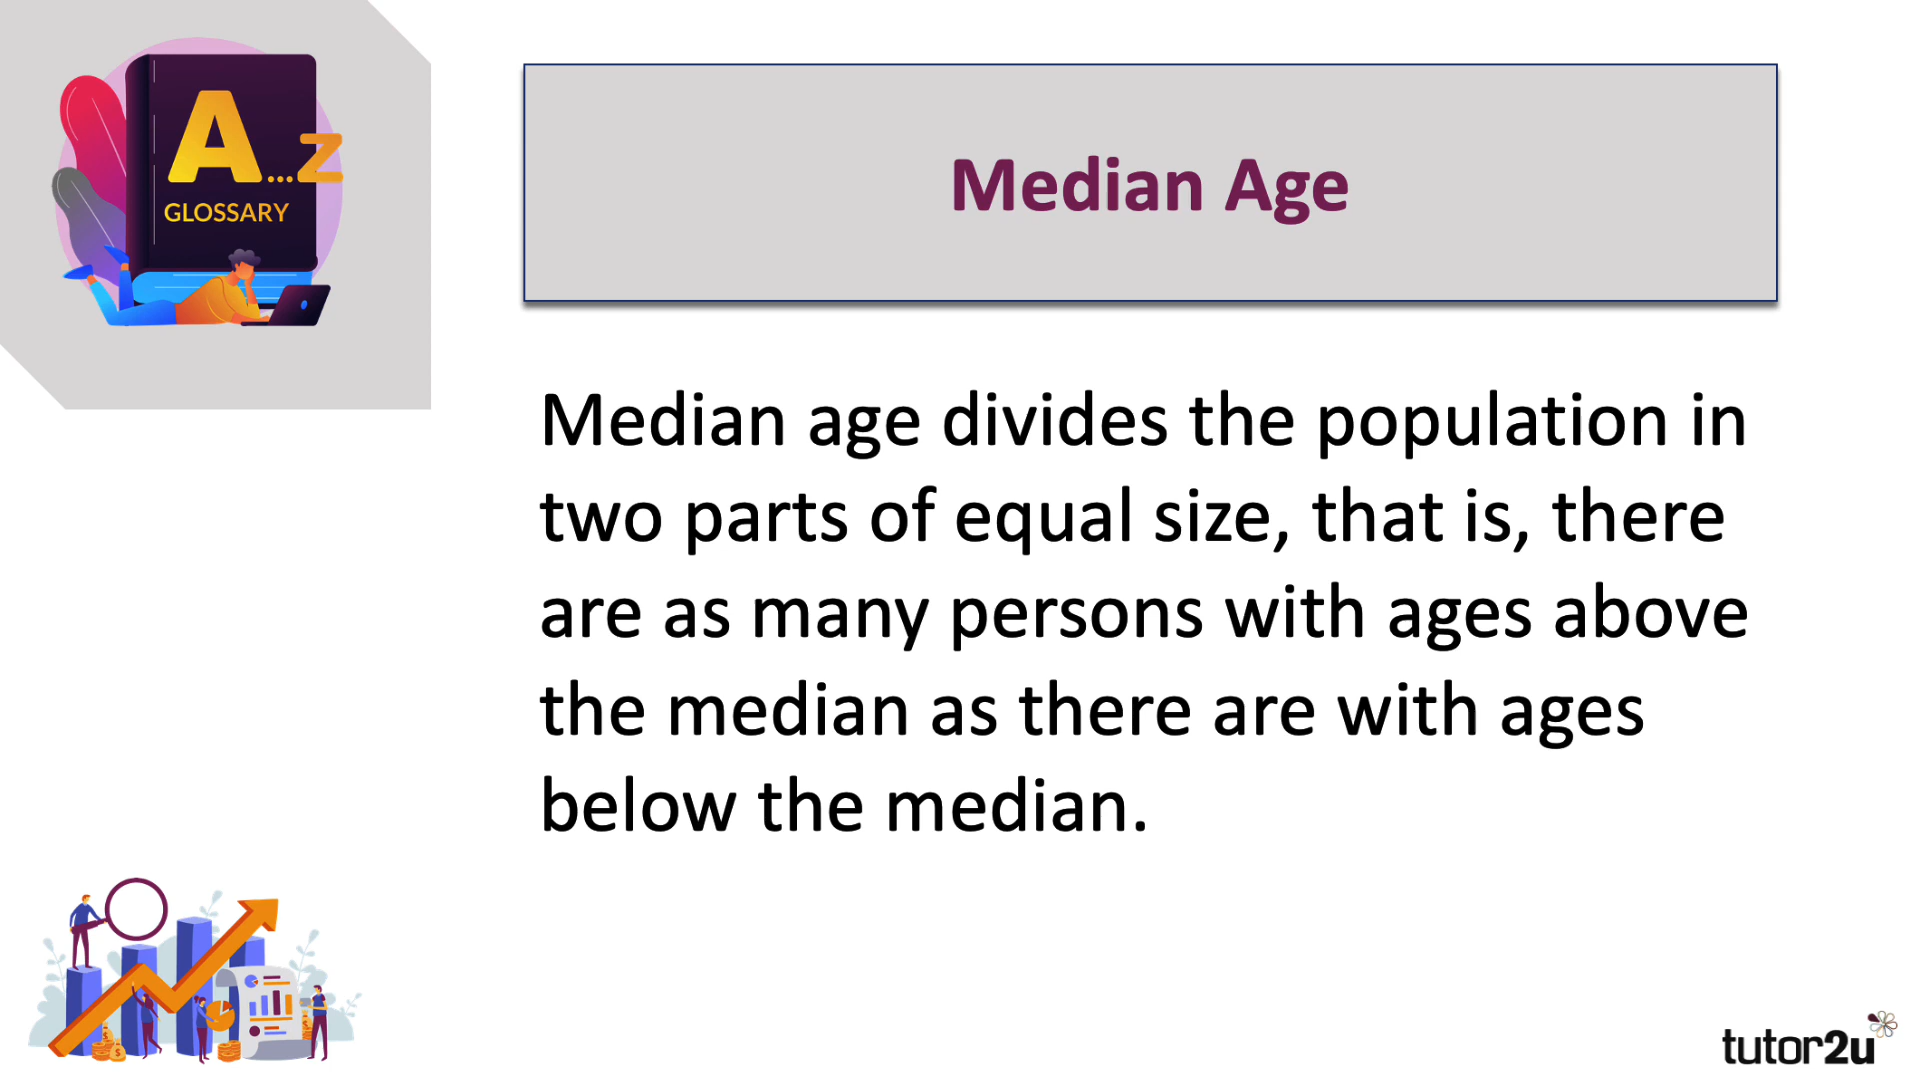 A...Z
GLOSSARY
Median Age
Median age divides the population in
two parts of equal size, that is, there
are as many persons with ages above
the median as there are with ages
below the median.
$
$
$
tutor2u